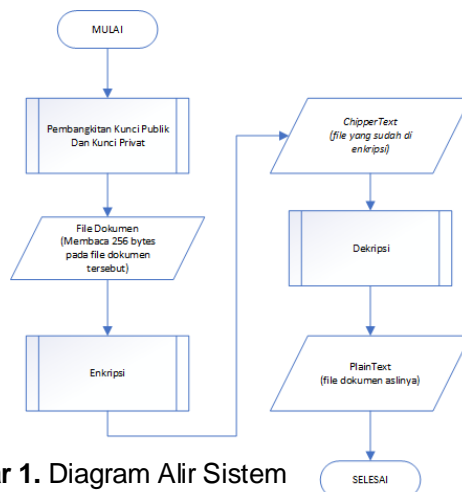 MULAI
Pembangkitan Kunci Publik
Dan Kunci Privat
File Dokumen
(Membaca 256 bytes
pada file dokumen
tersebut)
Enkripsi
ChipperText
(file yang sudah di
enkripsi)
Dekripsi
PlainText
(file dokumen aslinya)
SELESAI
ar 1. Diagram Alir Sistem